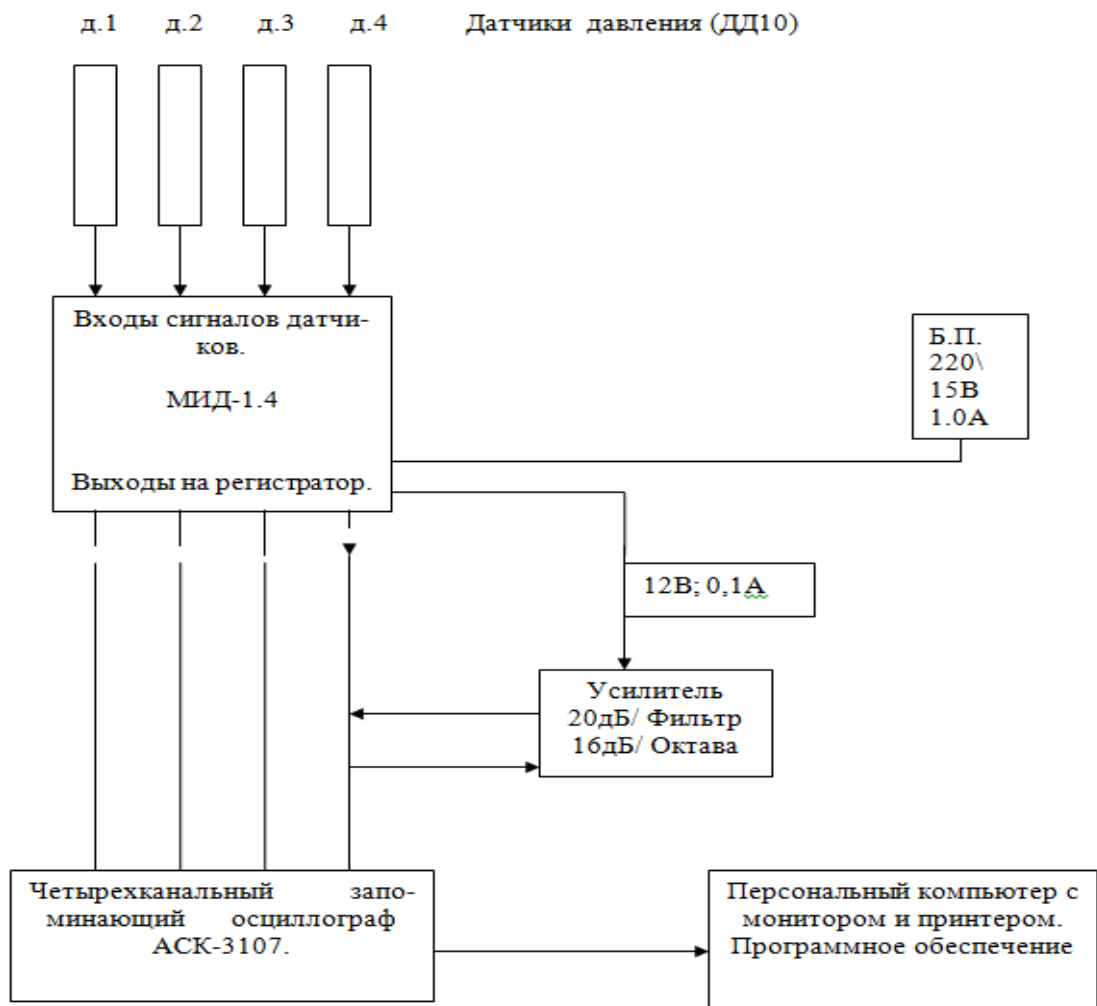 д.1 д.2 д.3 д.4 Датчики давления (ДД10)
Входы сигналов датчи-
ков.
МИД-1.4
Выходы на регистратор.
Б.П.
220\
15В
1.0А
12В; 0,1А
Усилитель
20дБ/ Фильтр
16дБ/ Октава
Четырехканальный запо-
минающий осциллограф
АСК-3107.
Персональный компьютер с
монитором и принтером.
Программное обеспечение